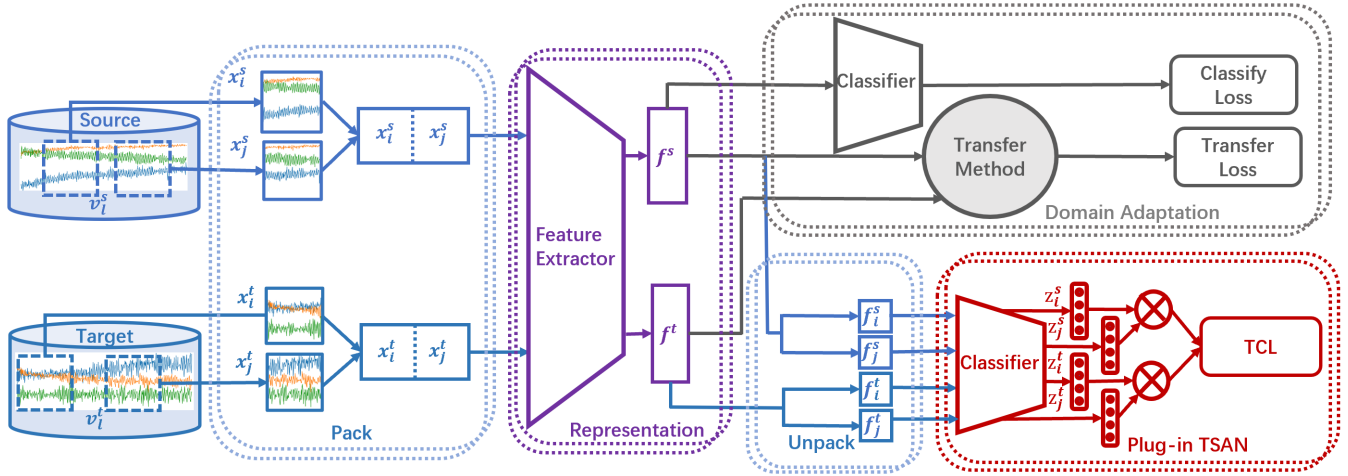 Source
v_l^s
x_i^s
x_j^s
x_i^s x_j^s
Target
v_l^t
x_i^t
x_j^t
x_i^t x_j^t
Pack
Feature
Extractor
f^s
f^t
Representation
Classifier
Classify
Loss
Transfer
Method
Transfer
Loss
Domain Adaptation
f_i^s
f_j^s
f_i^t
f_j^t
Unpack
Classifier
z_i^s
z_j^s
z_i^t
z_j^t
TCL
Plug-in TSAN